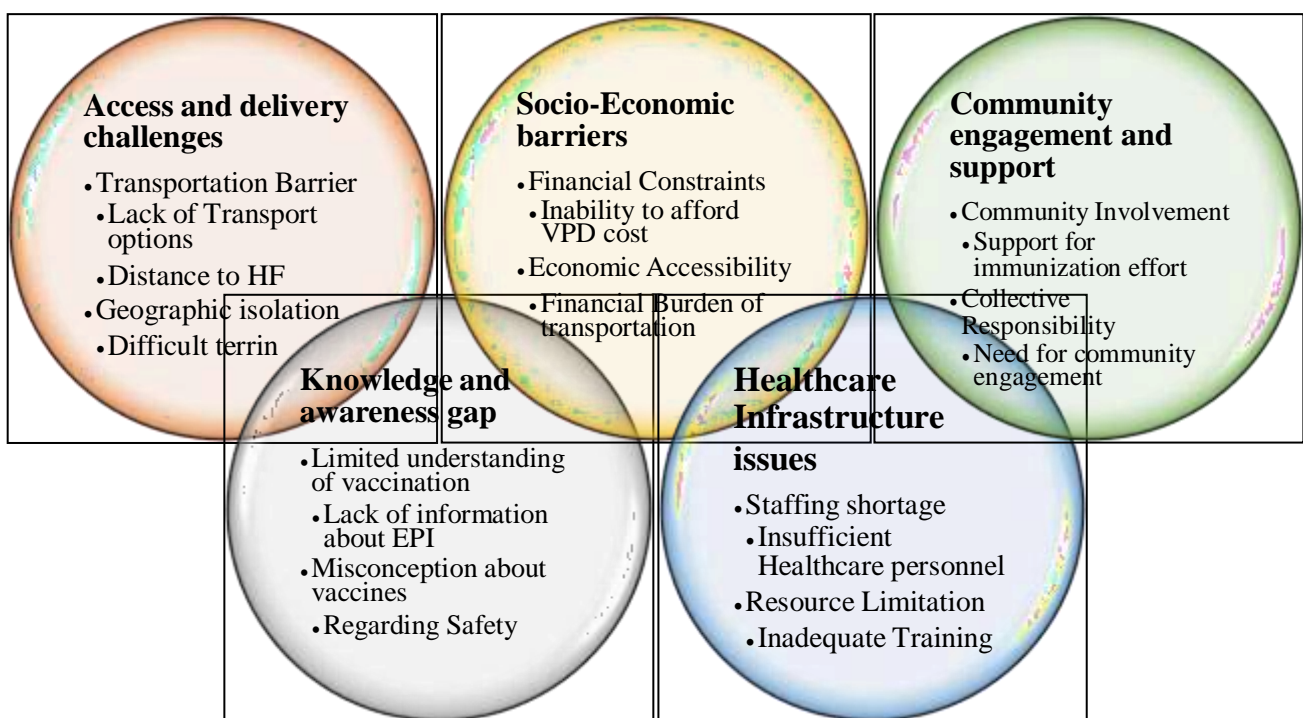 Access and delivery
challenges
• Transportation Barrier
• Lack of Transport
options
• Distance to HF
• Geographic isolation
• Difficult terrin
Socio-Economic
barriers
• Financial Constraints
• Inability to afford
VPD cost
• Economic Accessibility
• Financial Burden of
transportation
Community
engagement and
support
• Community Involvement
• Support for
immunization effort
• Collective
Responsibility
• Need for community
engagement
Knowledge and
awareness gap
• Limited understanding
of vaccination
• Lack of information
about EPI
• Misconception about
vaccines
• Regarding Safety
Healthcare
Infrastructure
issues
• Staffing shortage
• Insufficient
Healthcare personnel
• Resource Limitation
• Inadequate Training